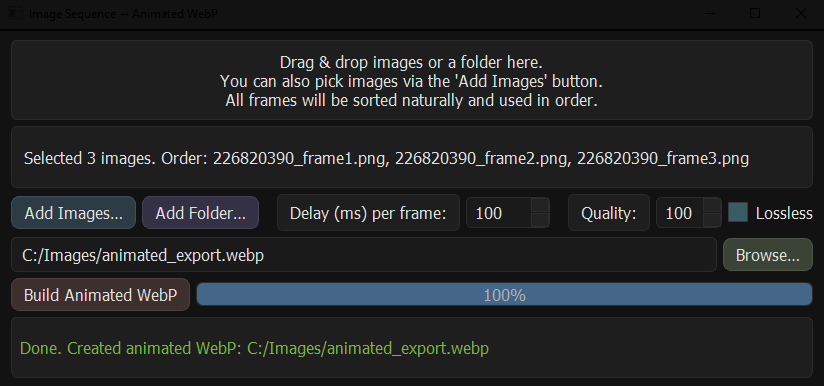 Image Sequence → Animated WebP
Drag & drop images or a folder here.
You can also pick images via the 'Add Images' button.
All frames will be sorted naturally and used in order.
Selected 3 images. Order: 226820390_frame1.png, 226820390_frame2.png, 226820390_frame3.png
Add Images... Add Folder... Delay (ms) per frame: 100 Quality: 100 Lossless
C:/Images/animated_export.webp Browse...
Build Animated WebP 100%
Done. Created animated WebP: C:/Images/animated_export.webp